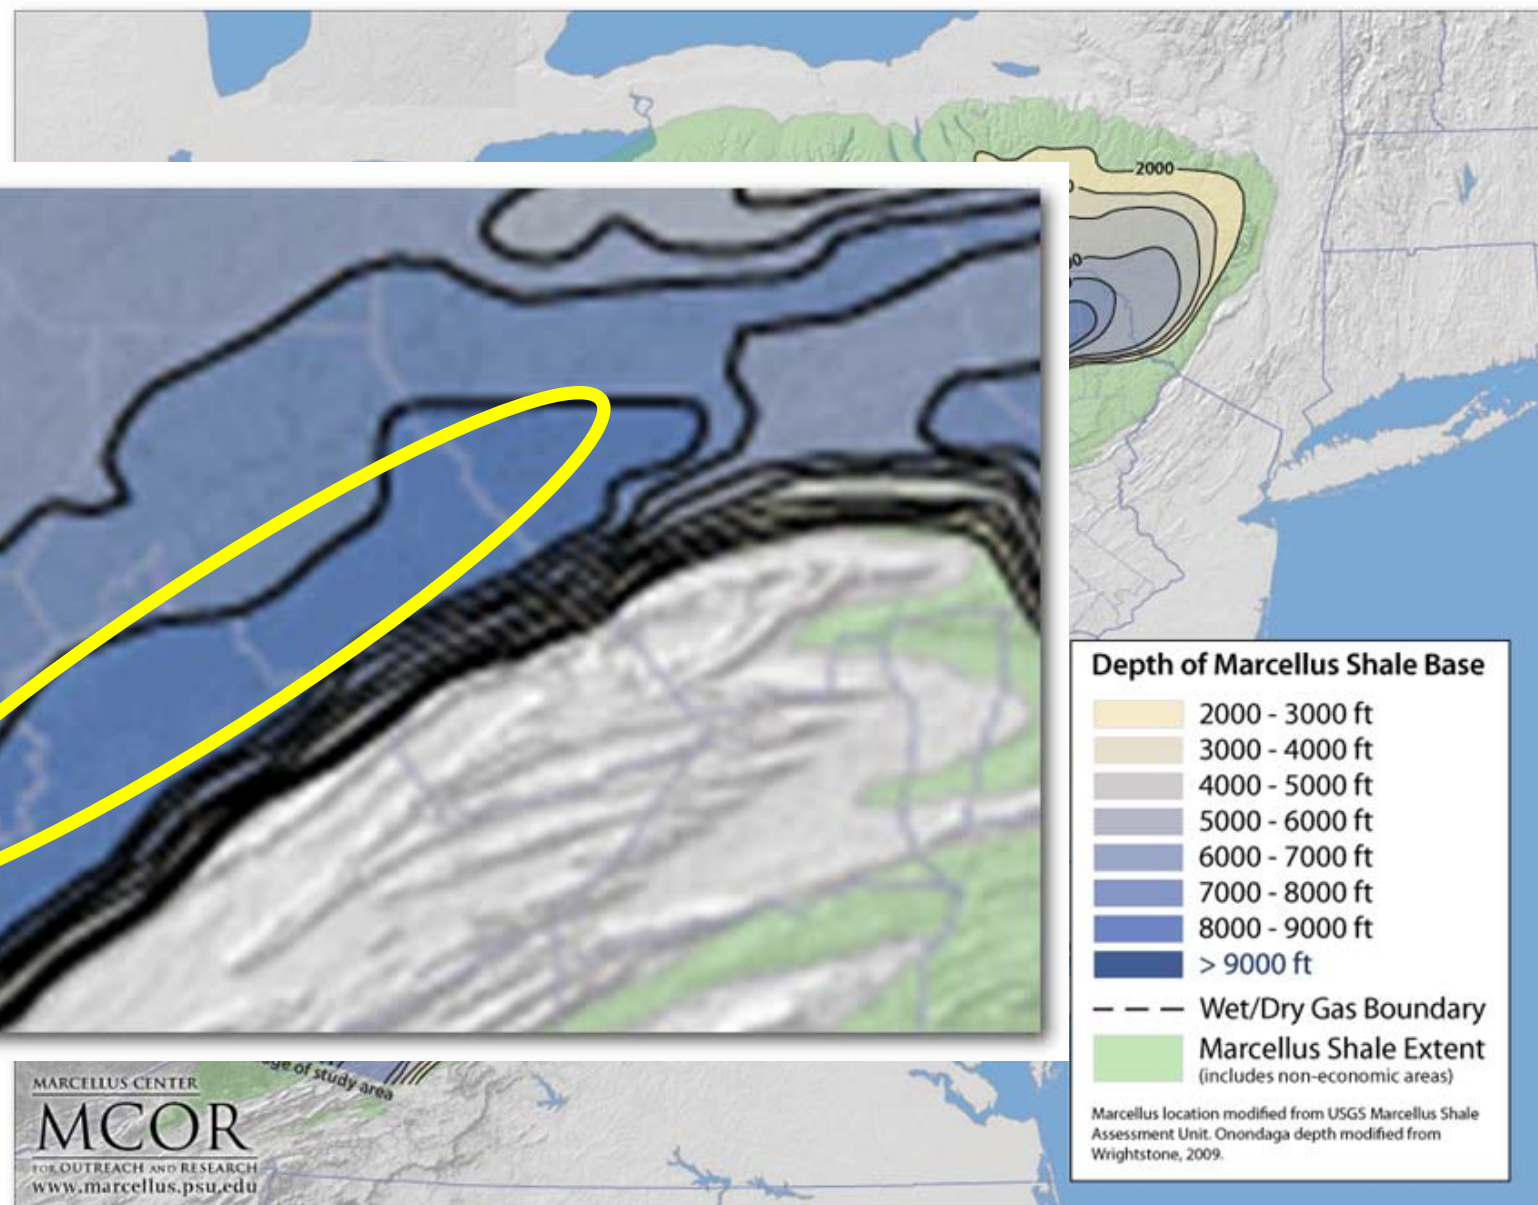 2000
0
00
Depth of Marcellus Shale Base
2000 - 3000 ft
3000 - 4000 ft
4000 - 5000 ft
5000 - 6000 ft
6000 - 7000 ft
7000 - 8000 ft
8000 - 9000 ft
> 9000 ft
Wet/Dry Gas Boundary
Marcellus Shale Extent
(includes non-economic areas)
Marcellus location modified from USGS Marcellus Shale
Assessment Unit. Onondaga depth modified from
Wrightstone, 2009.
of study area
MARCELLUS CENTER
MCOR
FOR OUTREACH AND RESEARCH
www.marcellus.psu.edu